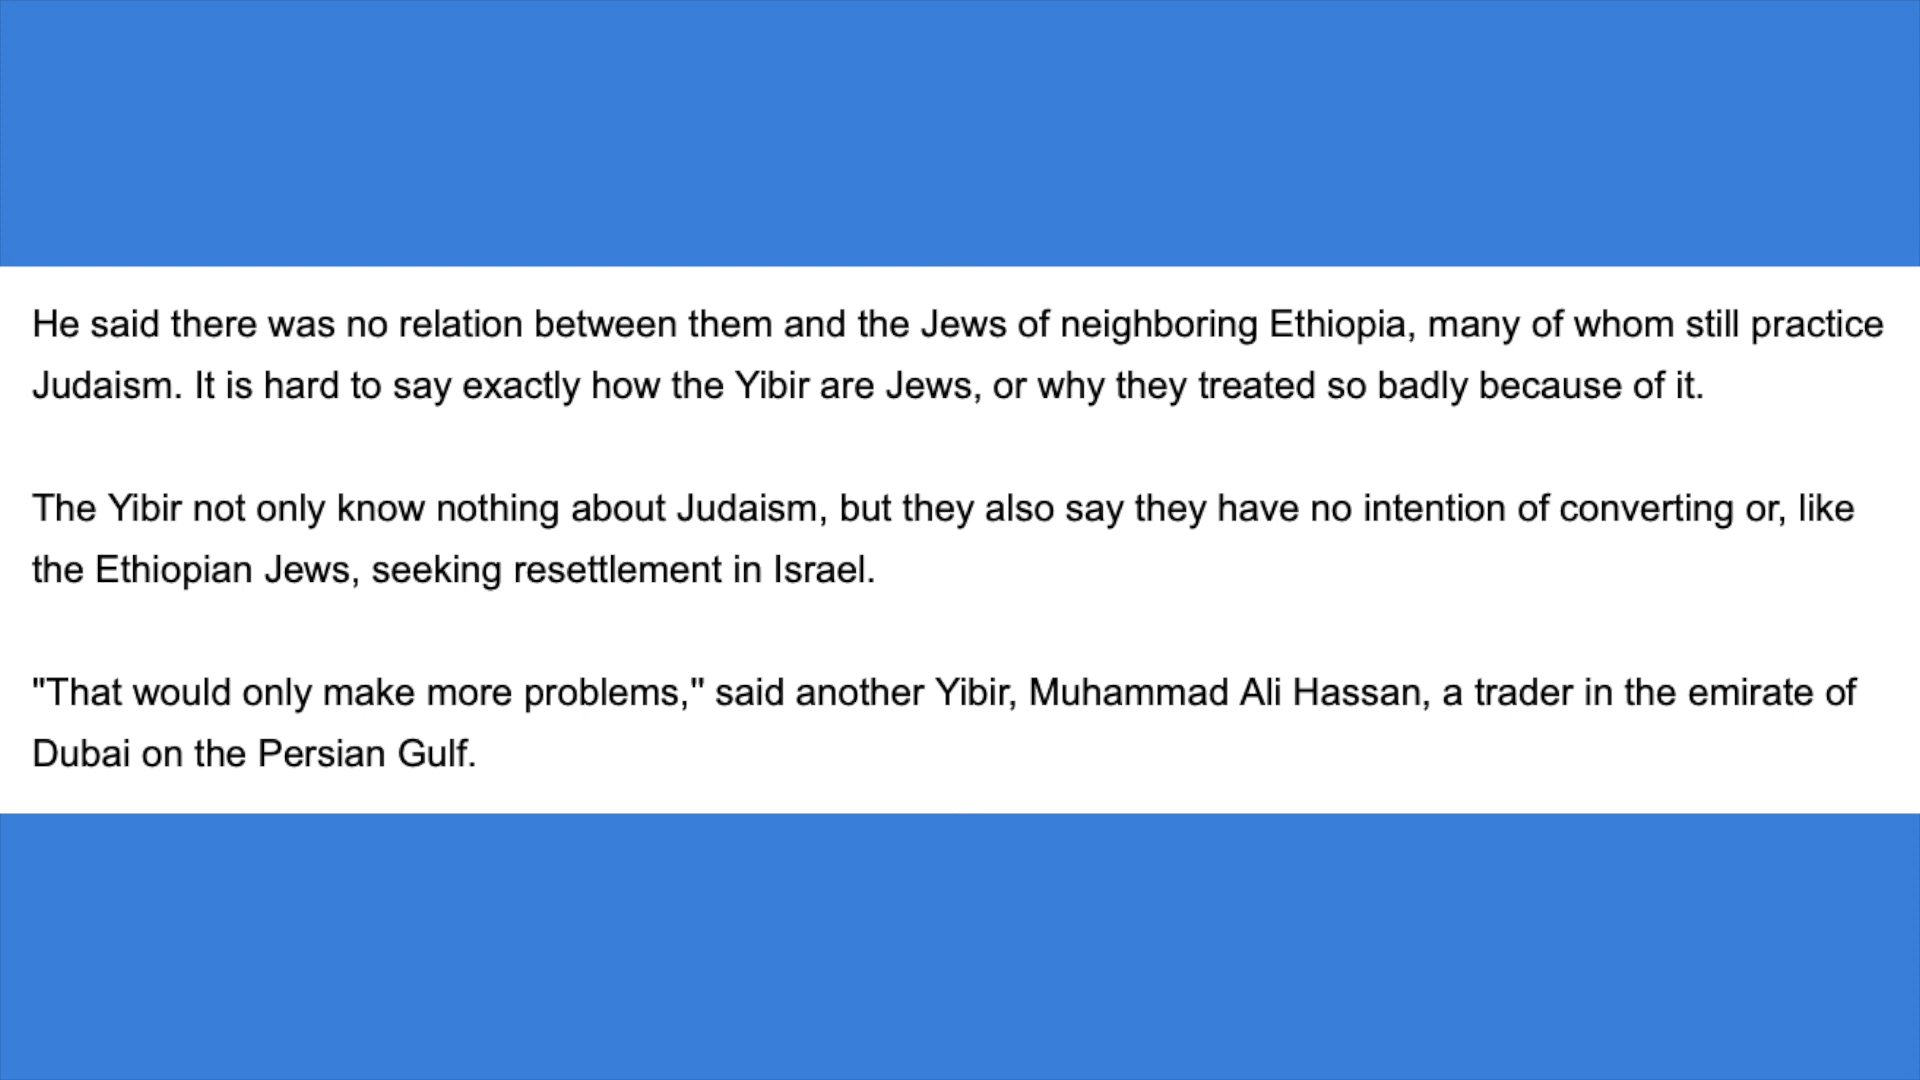 He said there was no relation between them and the Jews of neighboring Ethiopia, many of whom still practice
Judaism. It is hard to say exactly how the Yibir are Jews, or why they treated so badly because of it.
The Yibir not only know nothing about Judaism, but they also say they have no intention of converting or, like
the Ethiopian Jews, seeking resettlement in Israel.
"That would only make more problems,'' said another Yibir, Muhammad Ali Hassan, a trader in the emirate of
Dubai on the Persian Gulf.